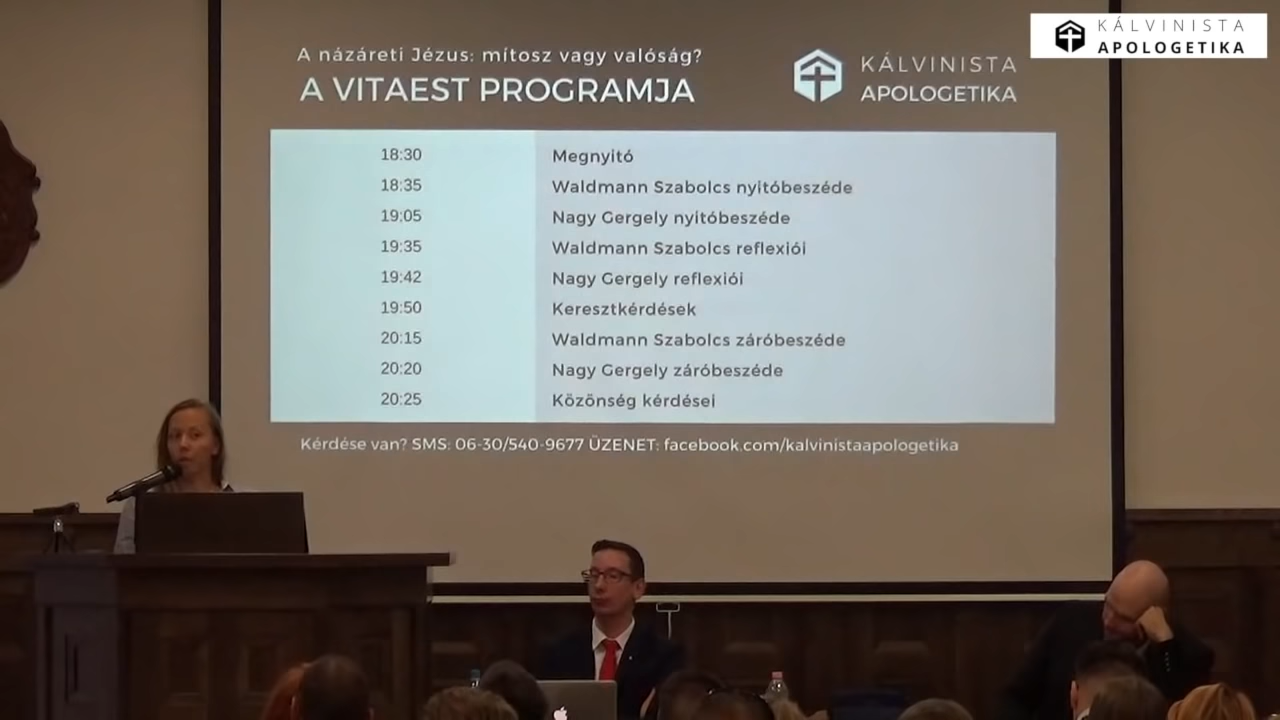 KÁLVINISTA
APOLOGETIKA
A názáreti Jézus: mítosz vagy valóság?
A VITAEST PROGRAMJA
KÁLVINISTA
APOLOGETIKA
18:30 Megnyitó
18:35 Waldmann Szabolcs nyitóbeszéde
19:05 Nagy Gergely nyitóbeszéde
19:35 Waldmann Szabolcs reflexiói
19:42 Nagy Gergely reflexiói
19:50 Keresztkérdések
20:15 Waldmann Szabolcs záróbeszéde
20:20 Nagy Gergely záróbeszéde
20:25 Közönség kérdései
Kérdése van? SMS: 06-30/540-9677 ÜZENET: facebook.com/kalvinistaapologetika